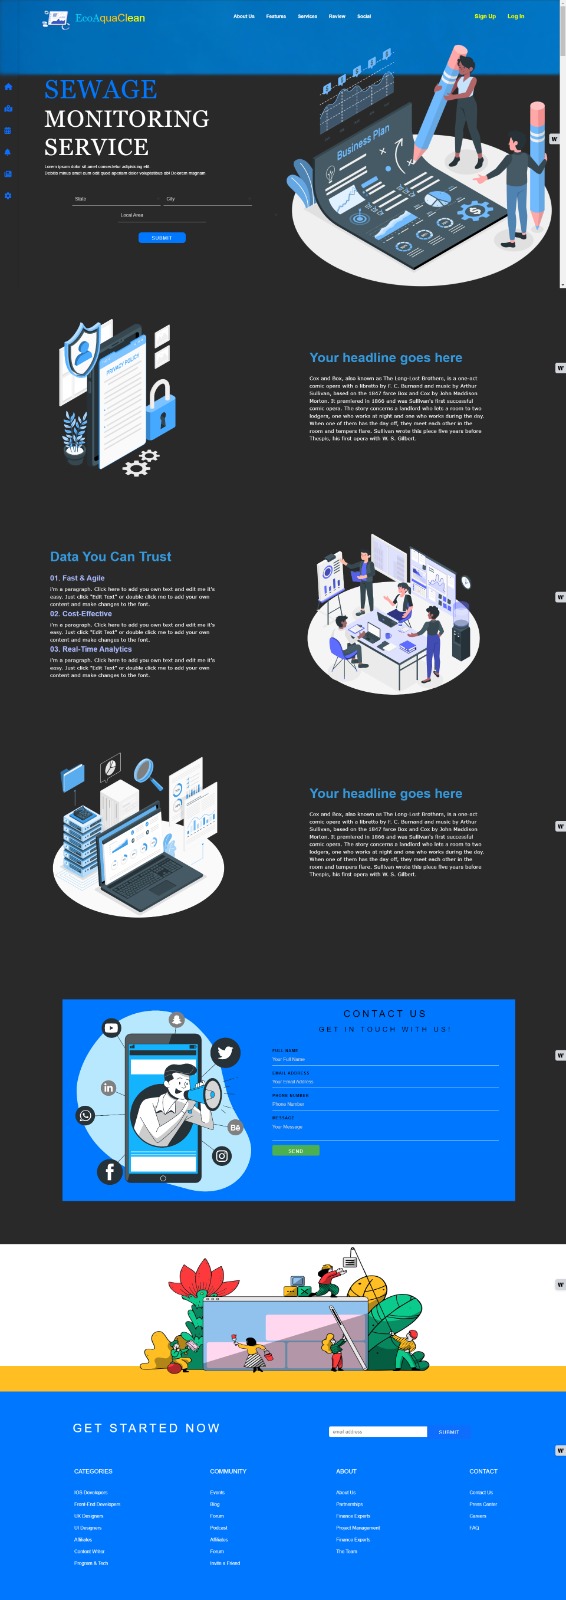 EcoAquaClean
About Us
Features
Services
Review
Social
Sign Up
Log In
SEWAGE
MONITORING
SERVICE
Lorem ipsum dolor sit amet consectetur adipisicing elit
State
City
Local Area
SUBMIT
Business Plan
PRIVACY POLICY
Your headline goes here
Cox and Box, also known as The Long-Lost Brothers, is a one-act
comic opera with a libretto by F. C. Burnand and music by Arthur
Sullivan, based on the 1847 farce Box and Cox by John Maddison
Morton. It premiered in 1866 and was Sullivan's first successful
comic opera. The story concerns a landlord who lets a room to two
lodgers, one who works at night and one who works during the day.
When one of them has the day off, they meet each other in the
room and tempers flare. Sullivan wrote this piece five years before
Thespis, his first opera with W. S. Gilbert.
Data You Can Trust
01. Fast & Agile
I'm a paragraph. Click here to add you own text and edit me it's
easy. Just click "Edit Text" or double click me to add your own
content and make changes to the font.
02. Cost-Effective
I'm a paragraph. Click here to add you own text and edit me it's
easy. Just click "Edit Text" or double click me to add your own
content and make changes to the font.
03. Real-Time Analytics
I'm a paragraph. Click here to add you own text and edit me it's
easy. Just click "Edit Text" or double click me to add your own
content and make changes to the font.
Your headline goes here
Cox and Box, also known as The Long-Lost Brothers, is a one-act
comic opera with a libretto by F. C. Burnand and music by Arthur
Sullivan, based on the 1847 farce Box and Cox by John Maddison
Morton. It premiered in 1866 and was Sullivan's first successful
comic opera. The story concerns a landlord who lets a room to two
lodgers, one who works at night and one who works during the day.
When one of them has the day off, they meet each other in the
room and tempers flare. Sullivan wrote this piece five years before
Thespis, his first opera with W. S. Gilbert.
CONTACT US
GET IN TOUCH WITH US!
FULL NAME
Your Full Name
EMAIL ADDRESS
Your Email Address
PHONE NUMBER
Phone Number
MESSAGE
Your Message
SEND
GET STARTED NOW
email address
SUBMIT
CATEGORIES
IOS Developers
Front-End Developers
UX Designers
UI Designers
Affiliates
Content Writer
Program & Tech
COMMUNITY
Events
Blog
Forum
Podcast
Affiliates
Forum
Invite a Friend
ABOUT
About Us
Partnerships
Finance Experts
Project Management
Finance Experts
The Team
CONTACT
Contact Us
Press Center
Careers
FAQ